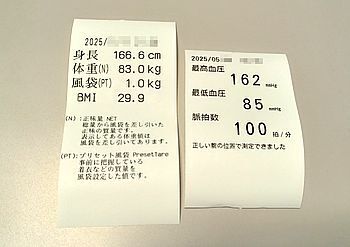 2025/
身長 166.6cm
体重(N) 83.0kg
風袋(PT) 1.0kg
BMI 29.9
(N):正味量 NET
総量から風袋を差し引いた
正味の質量です。
表示してある体重値は
風袋を差し引いてあります。
(PT):プリセット風袋 Presettare
事前に把握している
着衣などの質量を
風袋設定した値です。
2025/05
最高血圧
162 mmHg
最低血圧
85 mmHg
脈拍数
100 拍/分
正しい腕の位置で測定できました